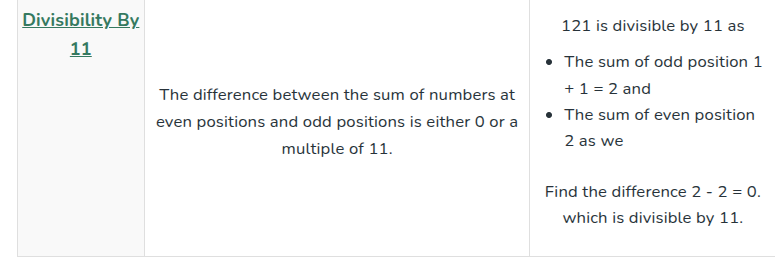 Divisibility By
11
The difference between the sum of numbers at
even positions and odd positions is either 0 or a
multiple of 11.
121 is divisible by 11 as
• The sum of odd position 1
+ 1 = 2 and
• The sum of even position
2 as we
Find the difference 2 - 2 = 0.
which is divisible by 11.